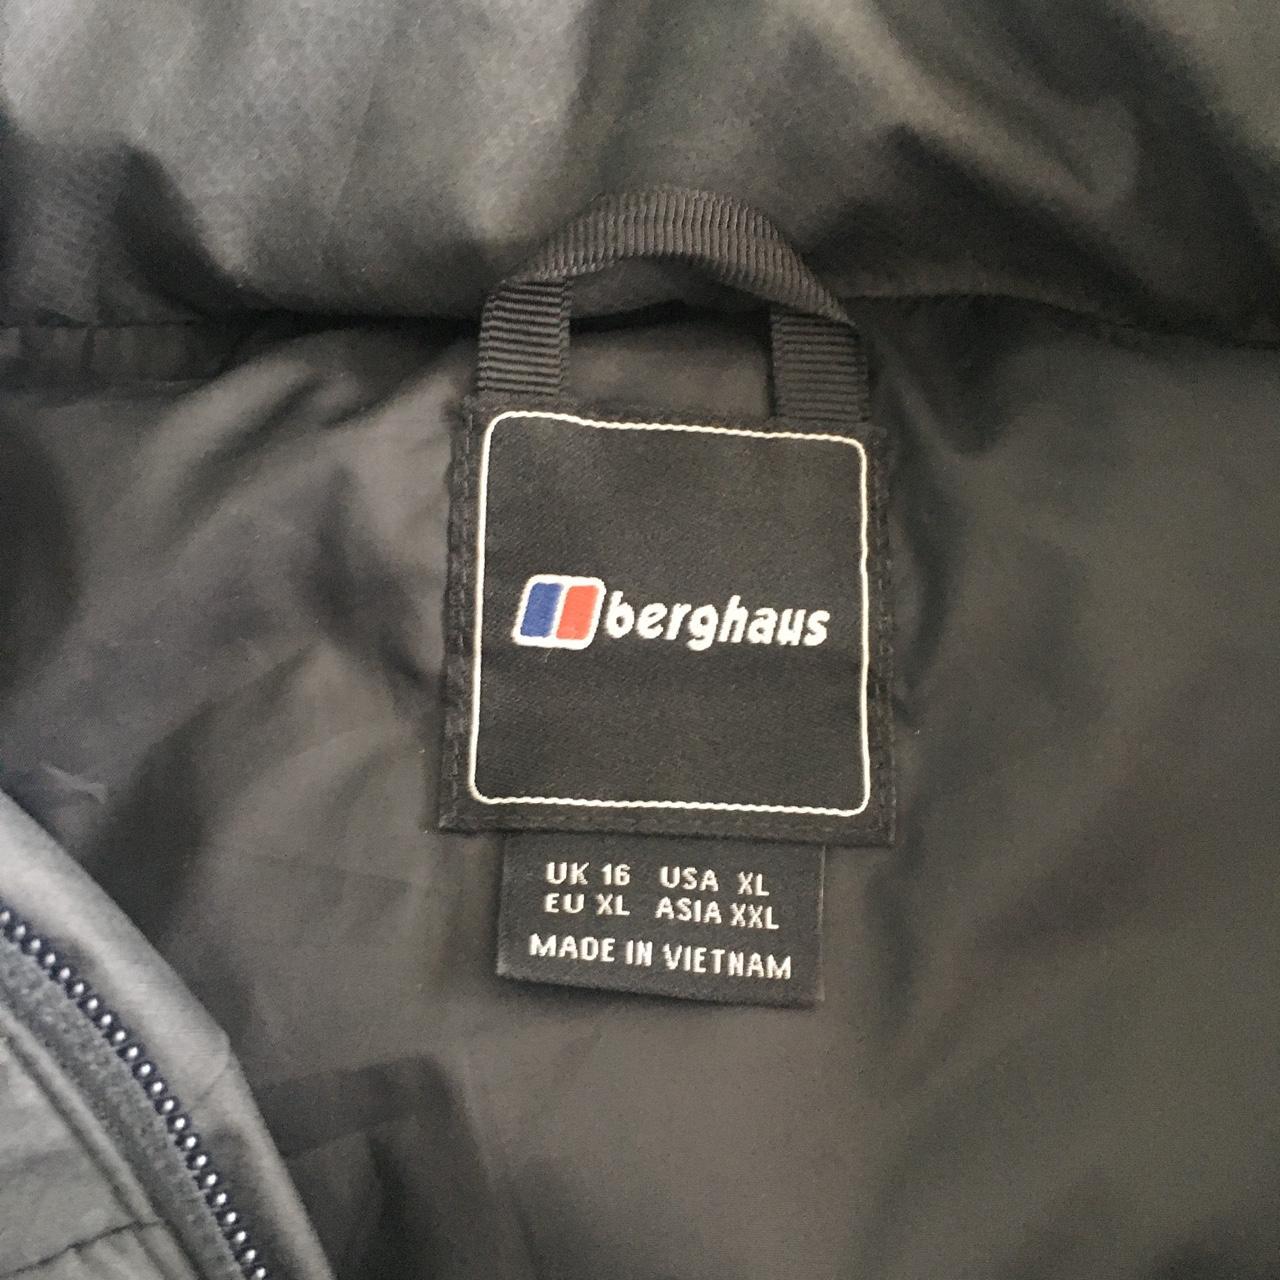 berghaus
UK 16 USA XL
EU XL ASIA XXL
MADE IN VIETNAM